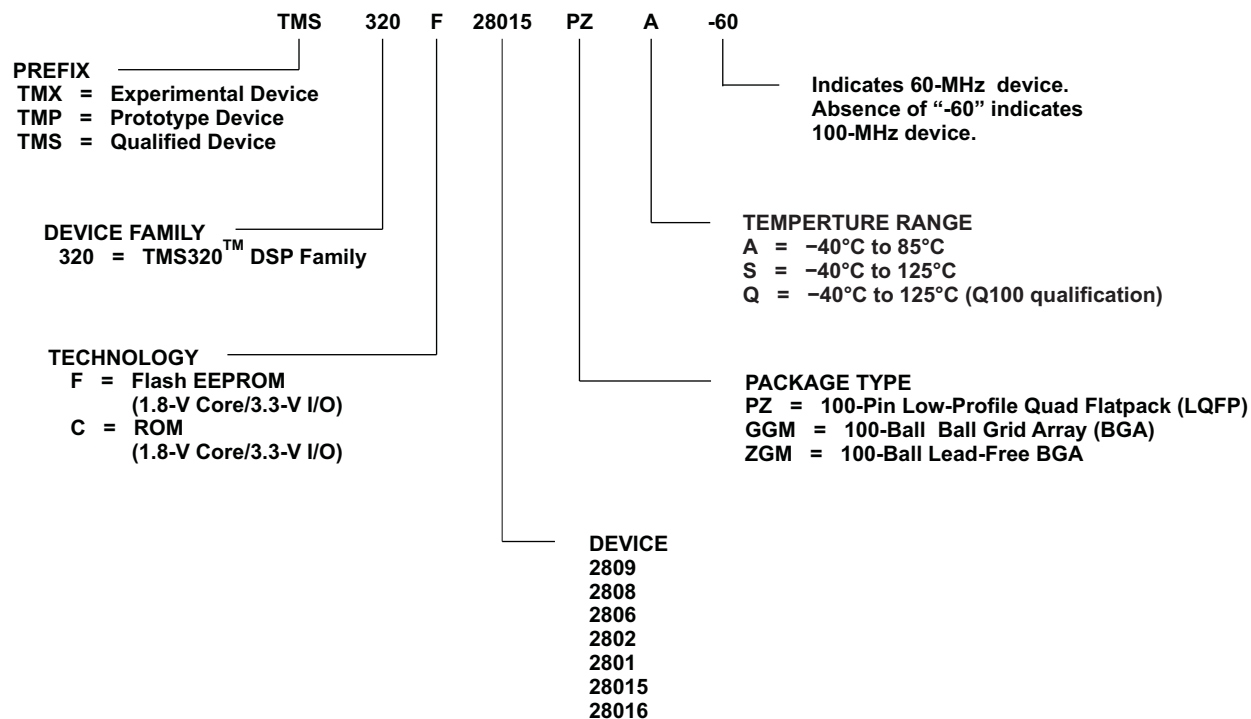 TMS 320 F 28015 PZ A -60
PREFIX
TMX = Experimental Device
TMP = Prototype Device
TMS = Qualified Device
Indicates 60-MHz device.
Absence of “-60” indicates
100-MHz device.
DEVICE FAMILY
320 = TMS320™ DSP Family
TEMPERTURE RANGE
A = −40°C to 85°C
S = −40°C to 125°C
Q = −40°C to 125°C (Q100 qualification)
TECHNOLOGY
F = Flash EEPROM
(1.8-V Core/3.3-V I/O)
C = ROM
(1.8-V Core/3.3-V I/O)
PACKAGE TYPE
PZ = 100-Pin Low-Profile Quad Flatpack (LQFP)
GGM = 100-Ball Ball Grid Array (BGA)
ZGM = 100-Ball Lead-Free BGA
DEVICE
2809
2808
2806
2802
2801
28015
28016